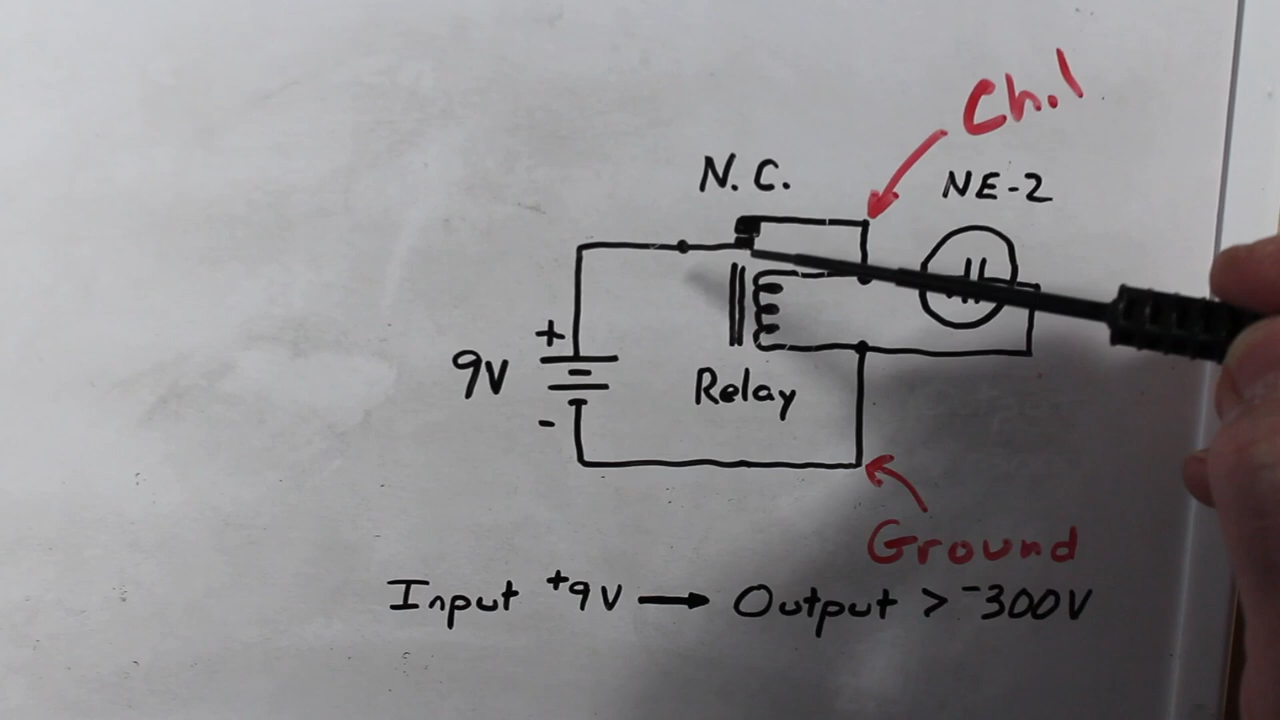 Ch.1
N.C.
NE-2
+
9V
-
Relay
Ground
Input +9V → Output > -300V